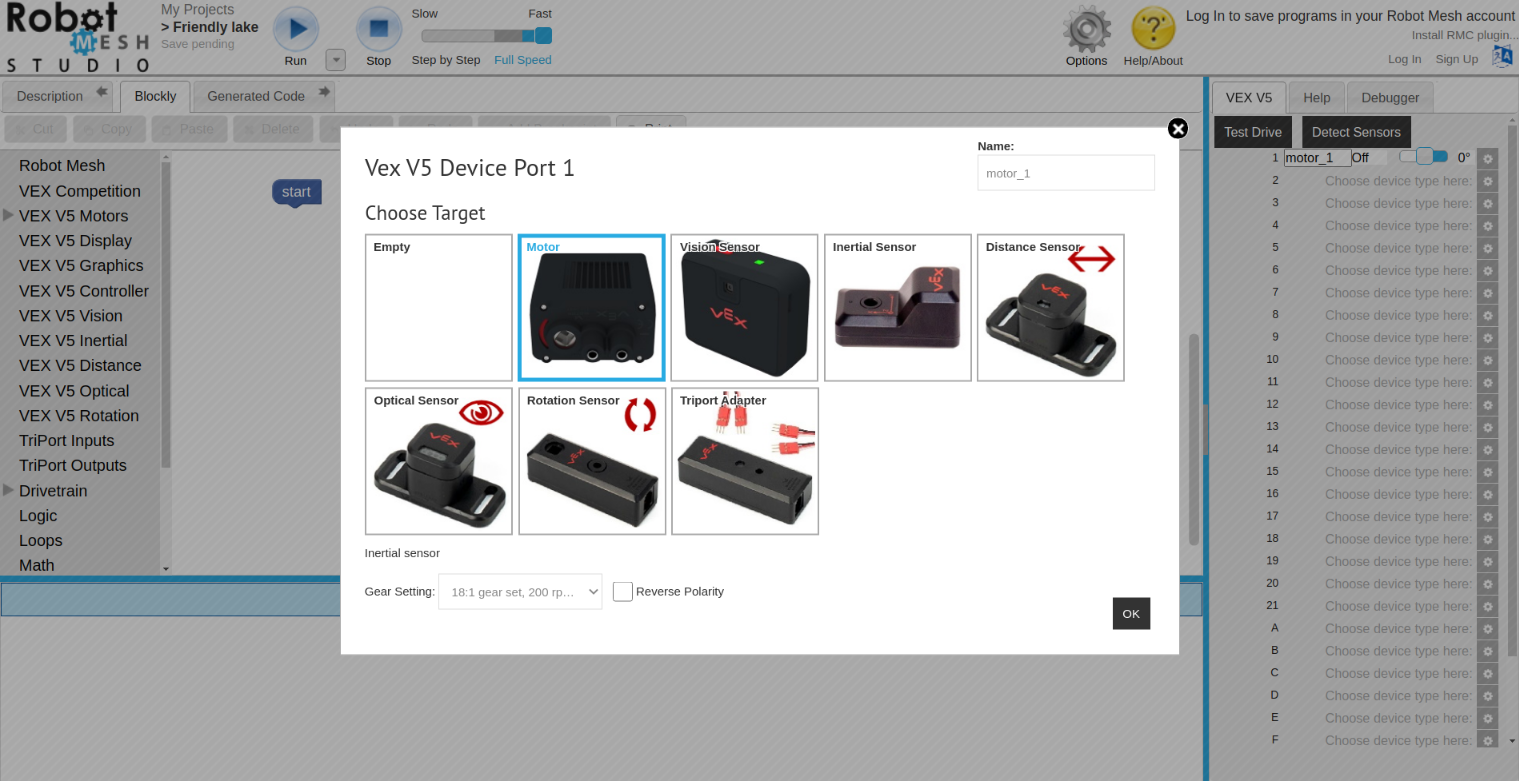 Robot
MESH
STUDIO
My Projects
> Friendly lake
Save pending
Run
Stop
Slow Fast
Step by Step Full Speed
Options
Help/About
Log In to save programs in your Robot Mesh account
Install RMC plugin...
Log In Sign Up
Description
Blockly
Generated Code
VEX V5
Help
Debugger
Cut
Copy
Paste
Delete
Test Drive
Detect Sensors
Robot Mesh
VEX Competition
VEX V5 Motors
VEX V5 Display
VEX V5 Graphics
VEX V5 Controller
VEX V5 Vision
VEX V5 Inertial
VEX V5 Distance
VEX V5 Optical
VEX V5 Rotation
TriPort Inputs
TriPort Outputs
Drivetrain
Logic
Loops
Math
start
Vex V5 Device Port 1
Name:
motor_1
Choose Target
Empty
Motor
Vision Sensor
VEX
Inertial Sensor
VEX
Distance Sensor
VEX
Optical Sensor
VEX
Rotation Sensor
VEX
Triport Adapter
VEX
Inertial sensor
Gear Setting: 18:1 gear set, 200 rp... Reverse Polarity
OK
1 motor_1 Off 0°
2 Choose device type here:
3 Choose device type here:
4 Choose device type here:
5 Choose device type here:
6 Choose device type here:
7 Choose device type here:
8 Choose device type here:
9 Choose device type here:
10 Choose device type here:
11 Choose device type here:
12 Choose device type here:
13 Choose device type here:
14 Choose device type here:
15 Choose device type here:
16 Choose device type here:
17 Choose device type here:
18 Choose device type here:
19 Choose device type here:
20 Choose device type here:
21 Choose device type here:
A Choose device type here:
B Choose device type here:
C Choose device type here:
D Choose device type here:
E Choose device type here:
F Choose device type here: